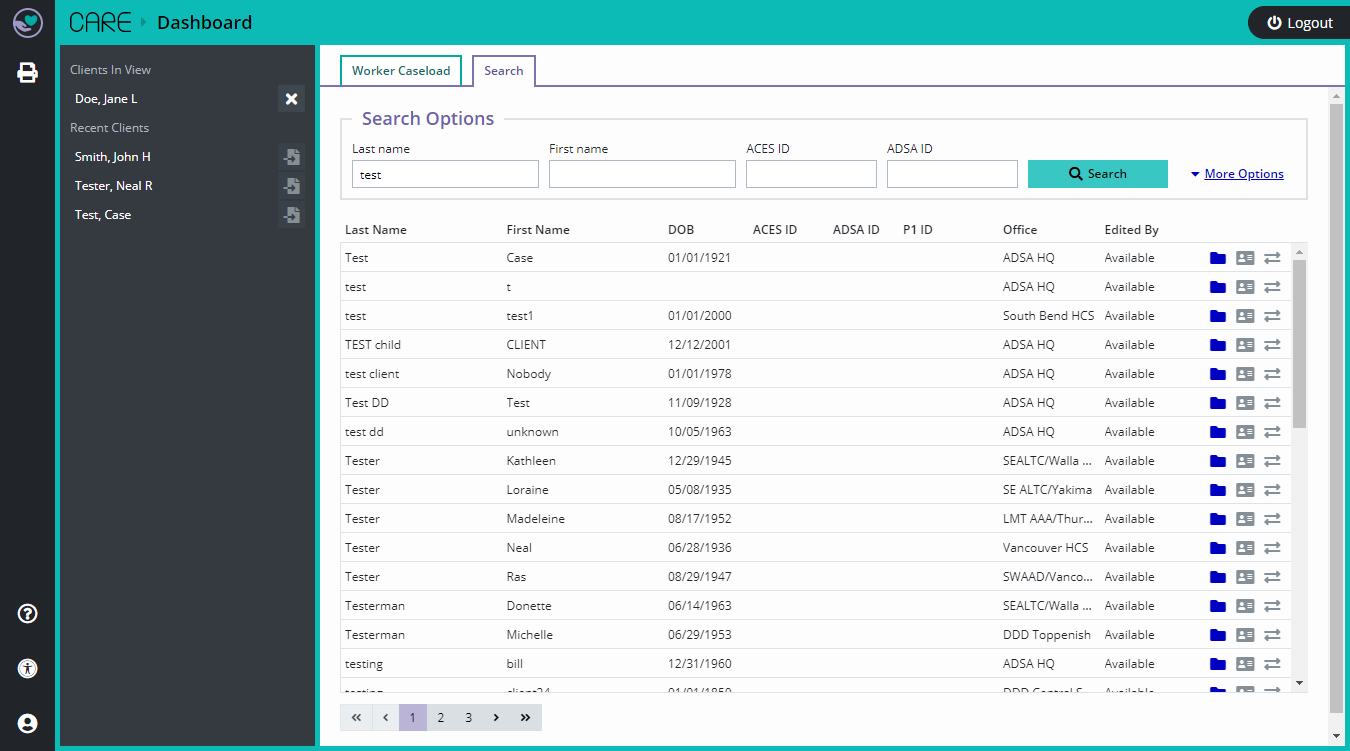 CARE Dashboard Logout
Clients In View
Doe, Jane L
Recent Clients
Smith, John H
Tester, Neal R
Test, Case
Worker Caseload Search
Search Options
Last name First name ACES ID ADSA ID
test Search More Options
Last Name First Name DOB ACES ID ADSA ID P1 ID Office Edited By
Test Case 01/01/1921 ADSA HQ Available
test t ADSA HQ Available
test test1 01/01/2000 South Bend HCS Available
TEST child CLIENT 12/12/2001 ADSA HQ Available
test client Nobody 01/01/1978 ADSA HQ Available
Test DD Test 11/09/1928 ADSA HQ Available
test dd unknown 10/05/1963 ADSA HQ Available
Tester Kathleen 12/29/1945 SEALTC/Walla ... Available
Tester Loraine 05/08/1935 SE ALTC/Yakima Available
Tester Madeleine 08/17/1952 LMT AAA/Thur... Available
Tester Neal 06/28/1936 Vancouver HCS Available
Tester Ras 08/29/1947 SWAAD/Vanco... Available
Testerman Donette 06/14/1963 SEALTC/Walla ... Available
Testerman Michelle 06/29/1953 DDD Toppenish Available
testing bill 12/31/1960 ADSA HQ Available
testing client24 Available
« ‹ 1 2 3 › »